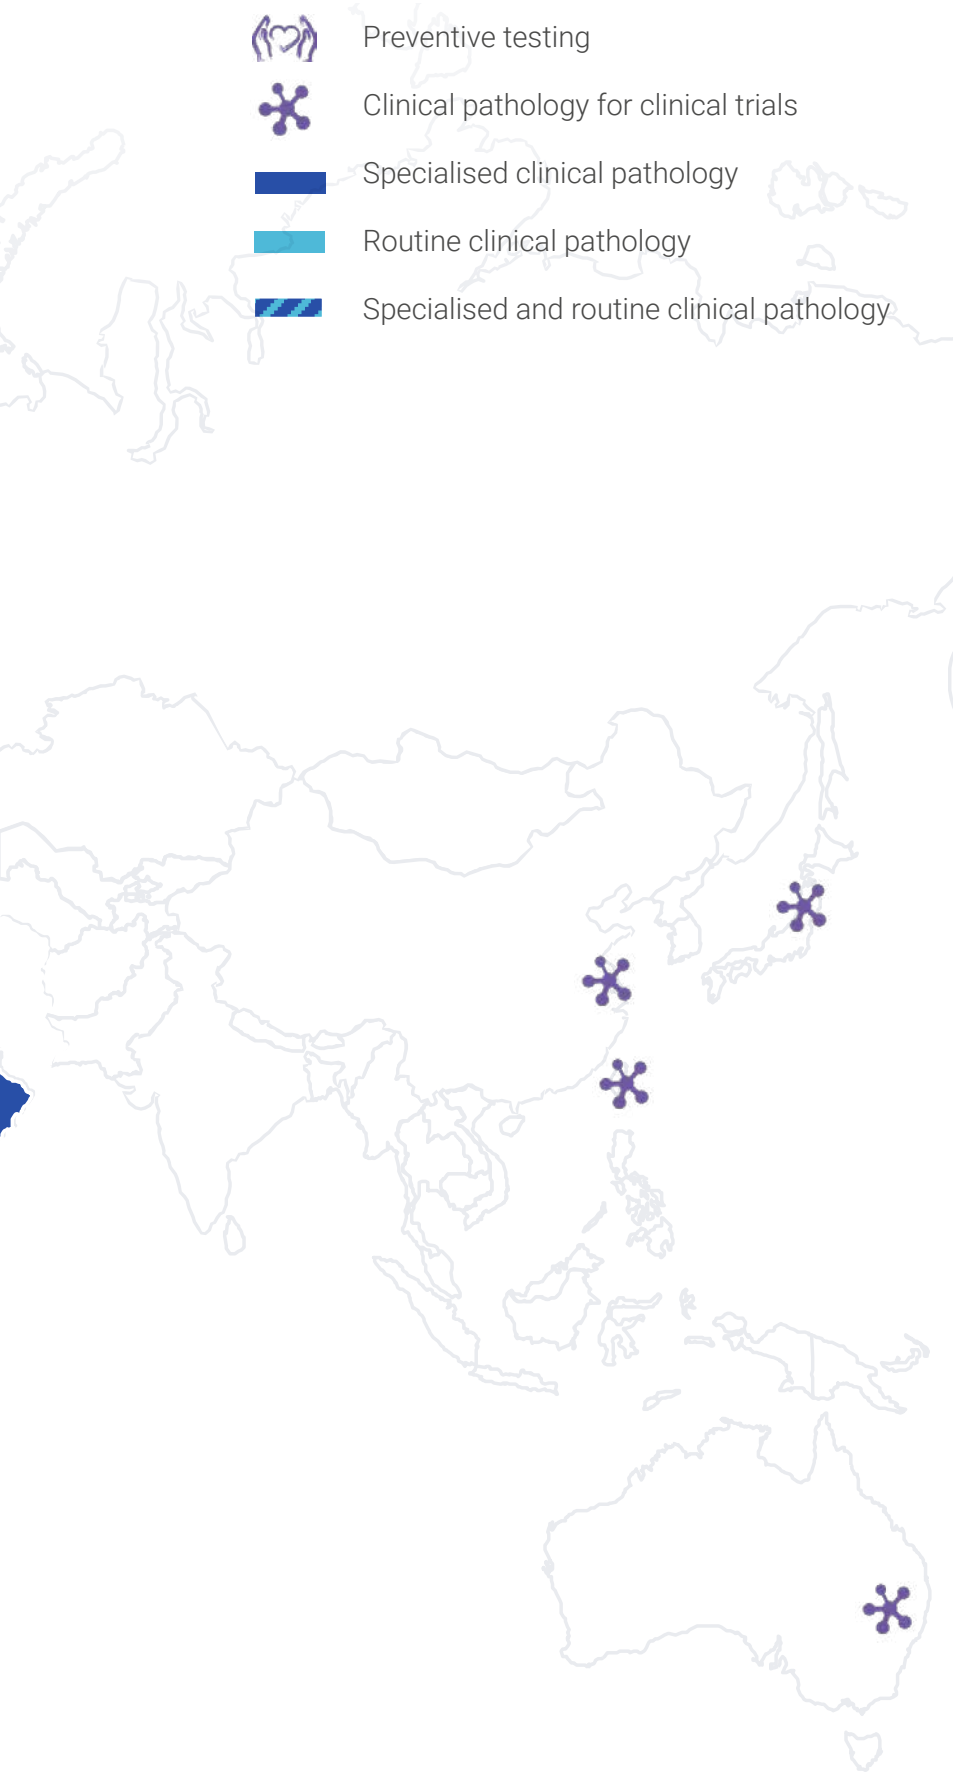 Preventive testing
Clinical pathology for clinical trials
Specialised clinical pathology
Routine clinical pathology
Specialised and routine clinical pathology